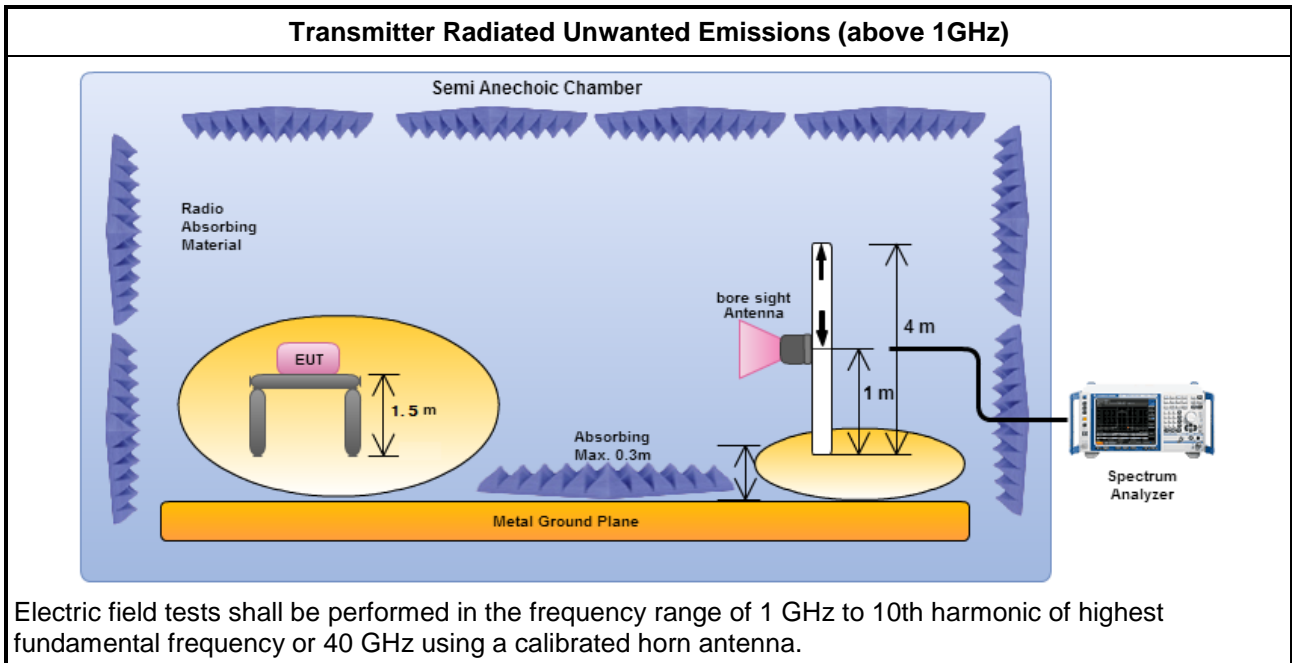 Transmitter Radiated Unwanted Emissions (above 1GHz)
Semi Anechoic Chamber
Radio
Absorbing
Material
bore sight
Antenna
4 m
EUT
1 m
1. 5 m
Absorbing
Max. 0.3m
Spectrum
Analyzer
Metal Ground Plane
Electric field tests shall be performed in the frequency range of 1 GHz to 10th harmonic of highest
fundamental frequency or 40 GHz using a calibrated horn antenna.